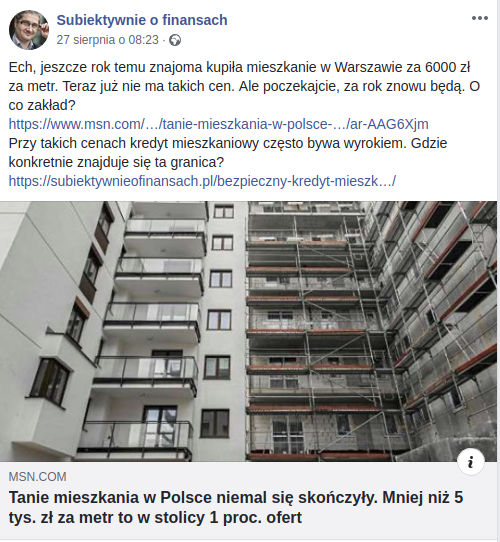 Subiektywnie o finansach
27 sierpnia o 08:23 ·
Ech, jeszcze rok temu znajoma kupiła mieszkanie w Warszawie za 6000 zł
za metr. Teraz już nie ma takich cen. Ale poczekajcie, za rok znowu będą. O
co zakład?
https://www.msn.com/…/tanie-mieszkania-w-polsce-…/ar-AAG6Xjm
Przy takich cenach kredyt mieszkaniowy często bywa wyrokiem. Gdzie
konkretnie znajduje się ta granica?
https://subiektywnieofinansach.pl/bezpieczny-kredyt-mieszk…/
MSN.COM
Tanie mieszkania w Polsce niemal się skończyły. Mniej niż 5
tys. zł za metr to w stolicy 1 proc. ofert